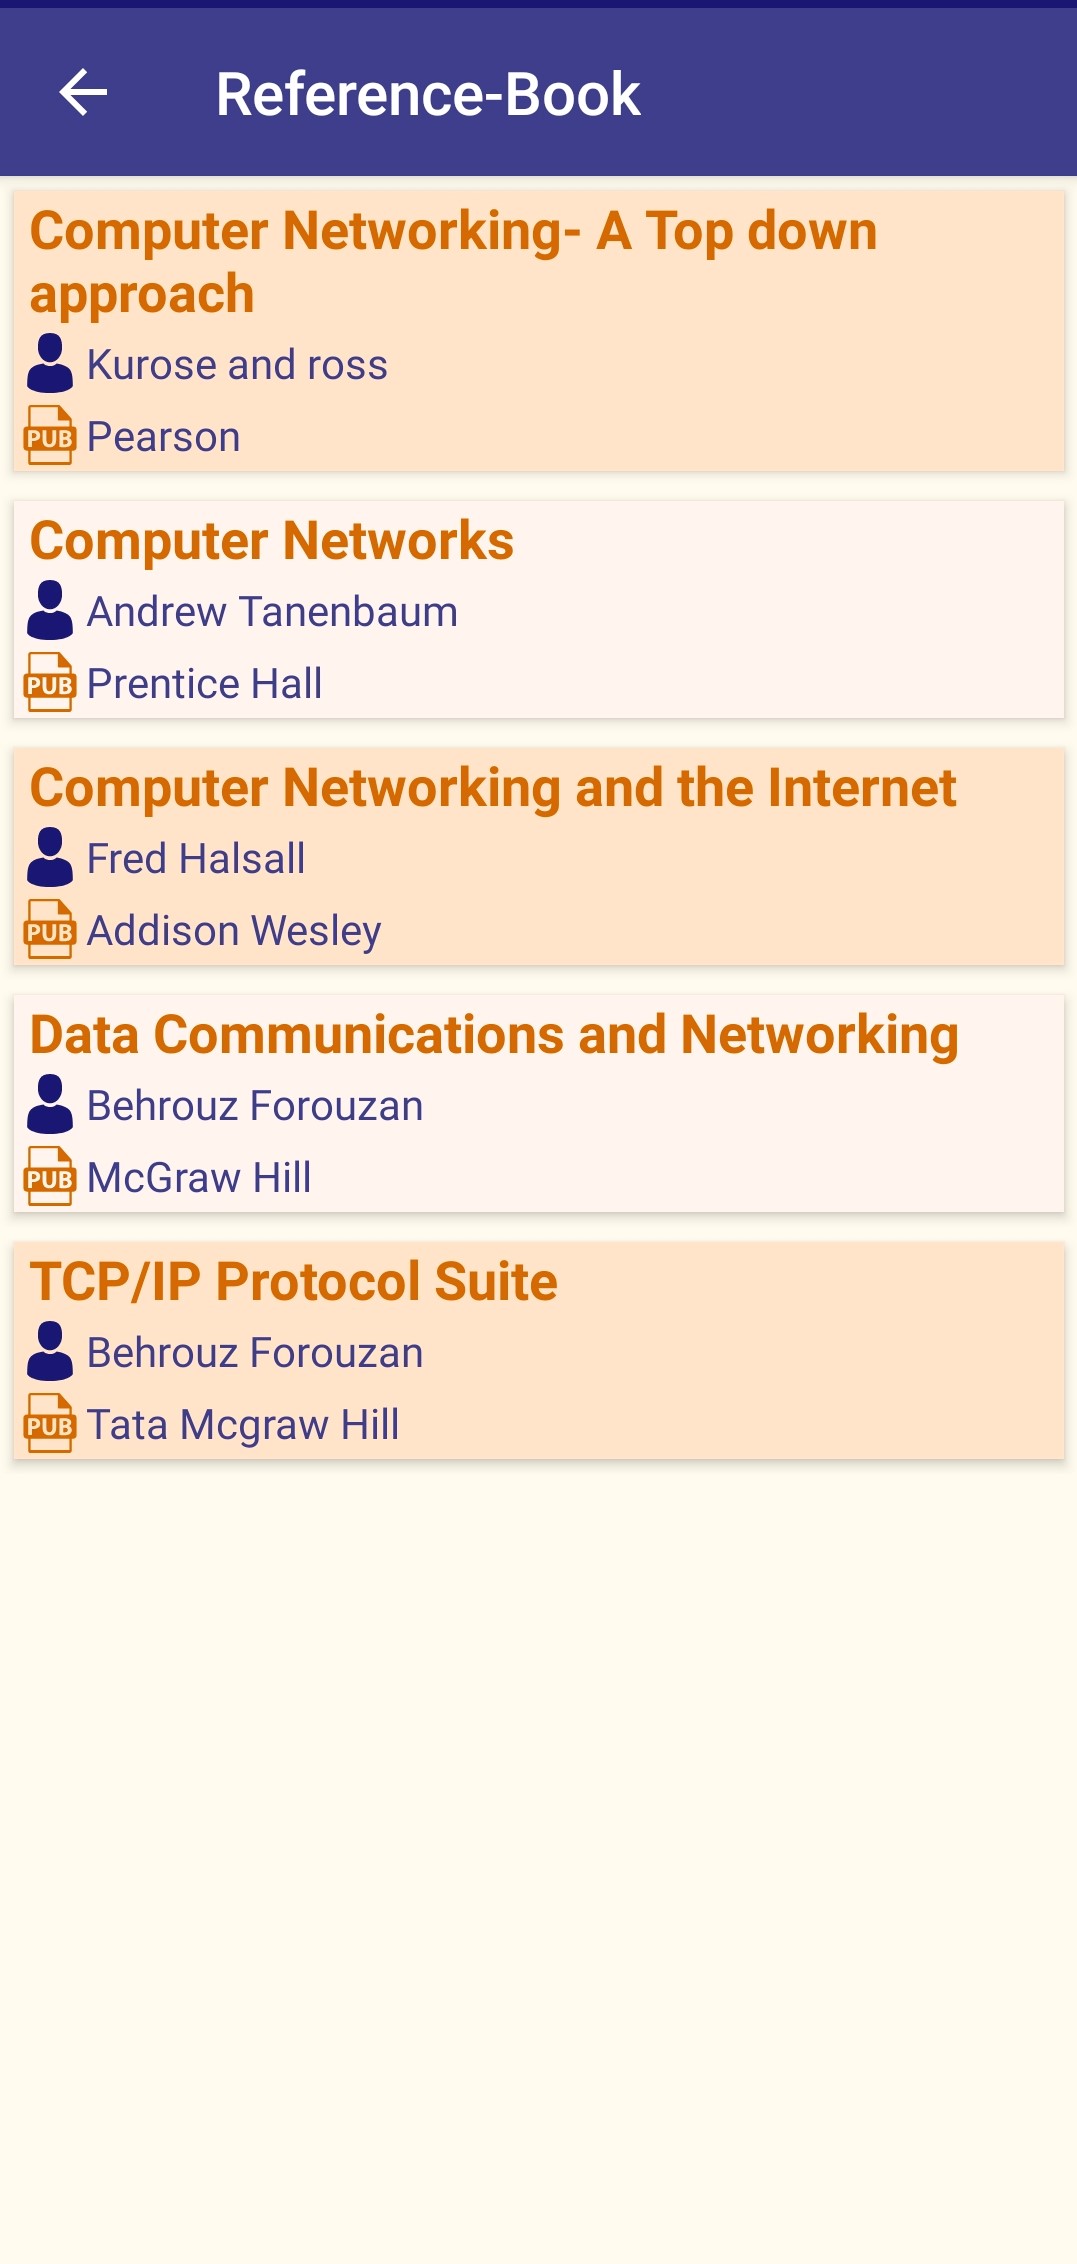 Reference-Book
Computer Networking- A Top down
approach
Kurose and ross
PUB Pearson
Computer Networks
Andrew Tanenbaum
PUB Prentice Hall
Computer Networking and the Internet
Fred Halsall
PUB Addison Wesley
Data Communications and Networking
Behrouz Forouzan
PUB McGraw Hill
TCP/IP Protocol Suite
Behrouz Forouzan
PUB Tata Mcgraw Hill